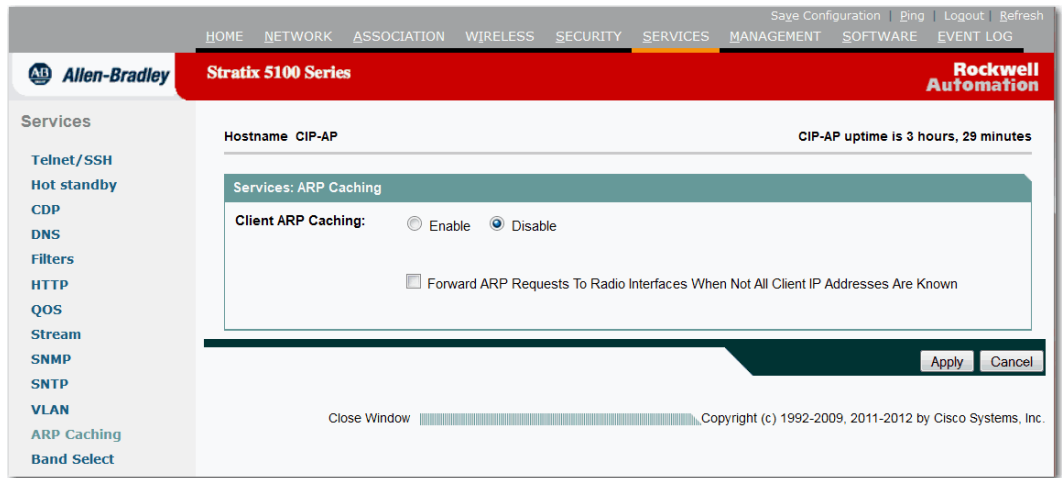 Save Configuration | Ping | Logout | Refresh
HOME NETWORK ASSOCIATION WIRELESS SECURITY SERVICES MANAGEMENT SOFTWARE EVENT LOG
AB Allen-Bradley
Stratix 5100 Series
Rockwell
Automation
Services
Telnet/SSH
Hot standby
CDP
DNS
Filters
HTTP
QOS
Stream
SNMP
SNTP
VLAN
ARP Caching
Band Select
Hostname CIP-AP
CIP-AP uptime is 3 hours, 29 minutes
Services: ARP Caching
Client ARP Caching: Enable Disable
Forward ARP Requests To Radio Interfaces When Not All Client IP Addresses Are Known
Apply Cancel
Close Window
Copyright (c) 1992-2009, 2011-2012 by Cisco Systems, Inc.